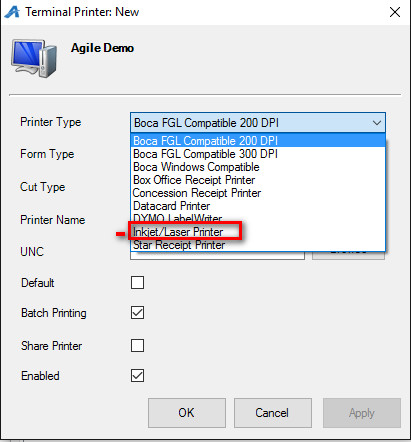 Terminal Printer: New
Agile Demo
Printer Type
Boca FGL Compatible 200 DPI
Boca FGL Compatible 200 DPI
Form Type
Boca FGL Compatible 300 DPI
Boca Windows Compatible
Cut Type
Box Office Receipt Printer
Concession Receipt Printer
Datacard Printer
Printer Name
DYMO LabelWriter
Inkjet/Laser Printer
UNC
Star Receipt Printer
Default
Batch Printing
Share Printer
Enabled
OK Cancel Apply